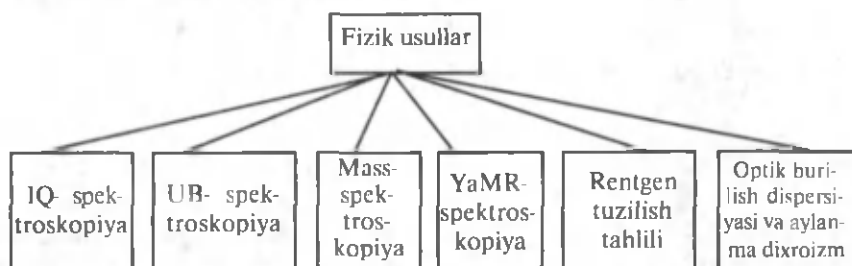 Fizik usullar
IQ- spek-
troskopiya
UB- spek-
troskopiya
Mass-
spek-
tros-
kopiya
YaMR-
spektros-
kopiya
Rentgen
tuzilish
tahlili
Optik buri-
lish dispersi-
yasi va aylan-
ma dixroizm